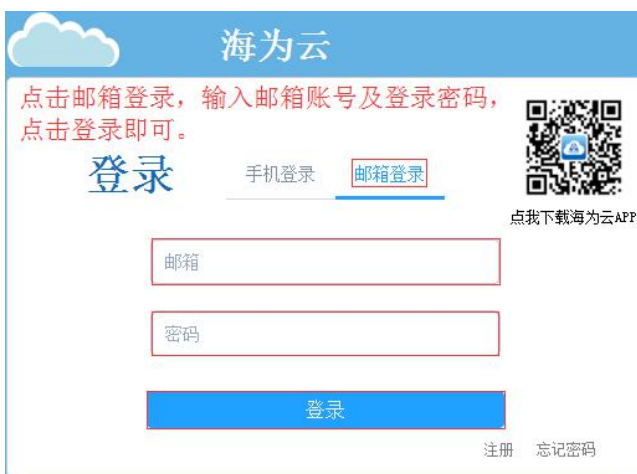 海为云
点击邮箱登录，输入邮箱账号及登录密码，
点击登录即可。
登录 手机登录 邮箱登录
点我下载海为云APP
邮箱
密码
登录
注册 忘记密码